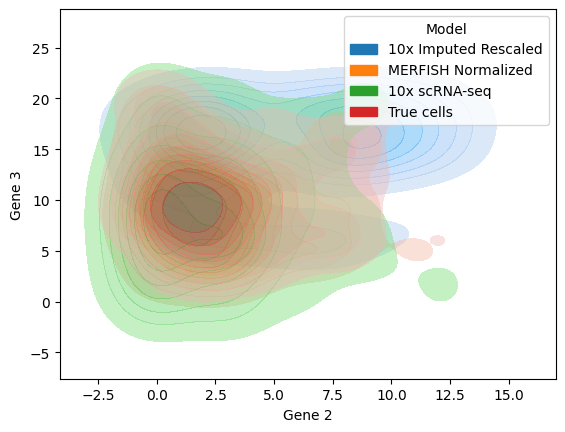 Model
10x Imputed Rescaled
MERFISH Normalized
10x scRNA-seq
True cells
Gene 3
25
20
15
10
5
0
−5
−2.5 0.0 2.5 5.0 7.5 10.0 12.5 15.0
Gene 2